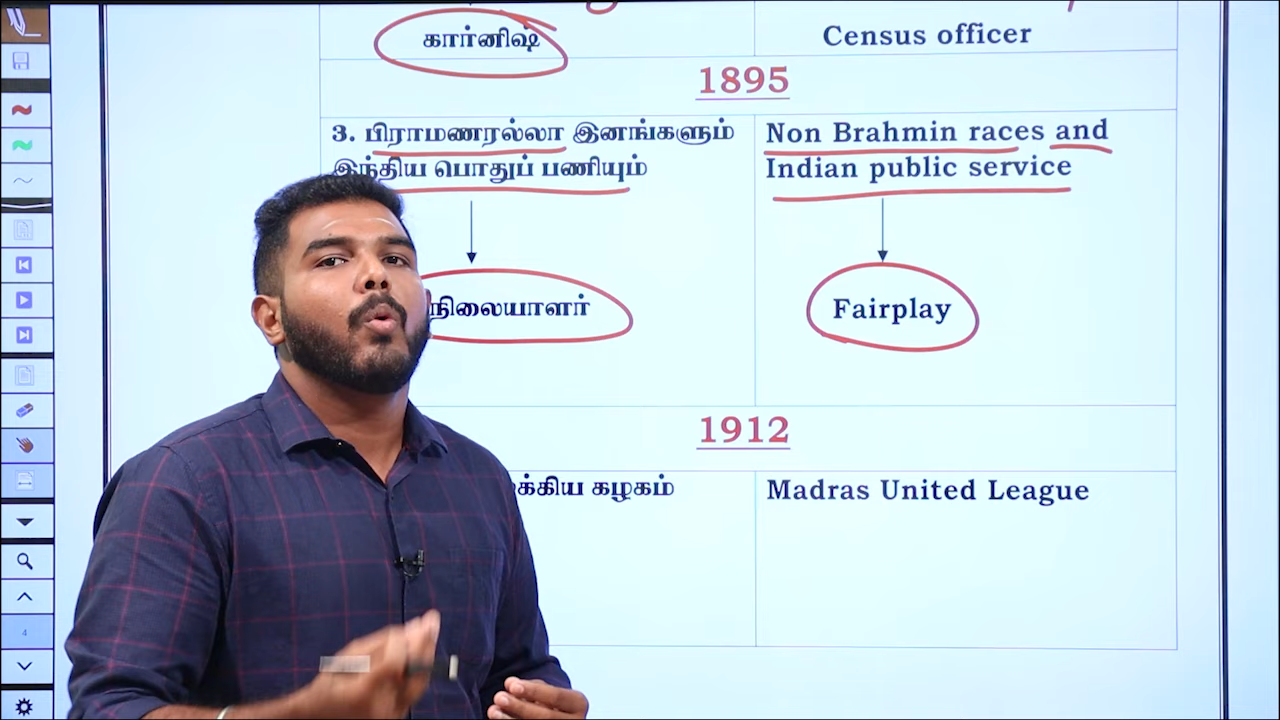 கார்னிஷ்
Census officer
1895
3. பிராமணரல்லா இனங்களும்
இந்திய பொதுப் பணியும்
Non Brahmin races and
Indian public service
Fairplay
1912
கழகம்
Madras United League
4